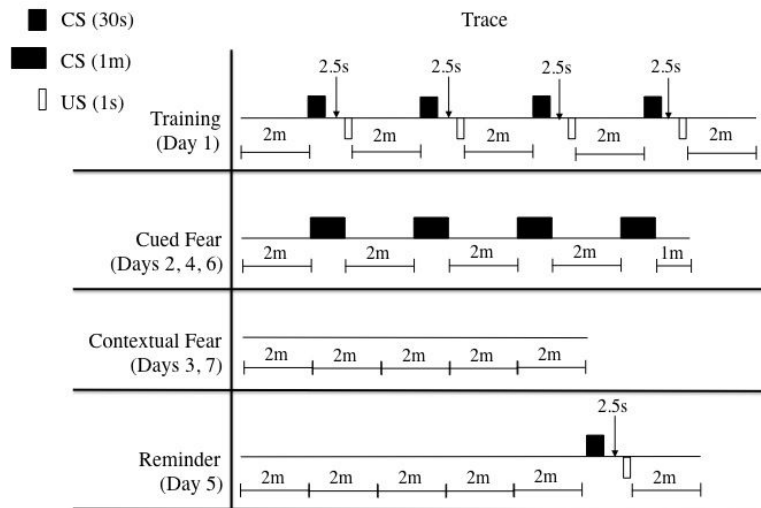 CS (30s)
Trace
CS (1m)
US (1s)
2.5s 2.5s 2.5s 2.5s
Training
(Day 1)
2m 2m 2m 2m 2m
Cued Fear
(Days 2, 4, 6)
2m 2m 2m 2m 1m
Contextual Fear
(Days 3, 7)
2m 2m 2m 2m 2m
2.5s
Reminder
(Day 5)
2m 2m 2m 2m 2m 2m